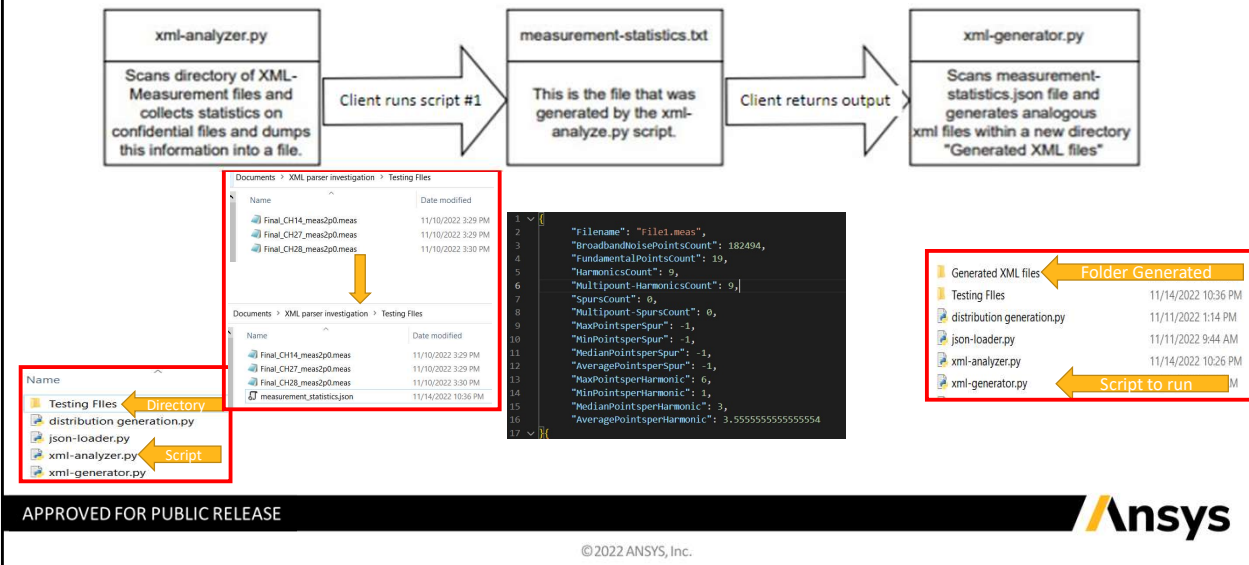 xml-analyzer.py
Scans directory of XML-
Measurement files and
collects statistics on
confidential files and dumps
this information into a file.
Client runs script #1
measurement-statistics.txt
This is the file that was
generated by the xml-
analyze.py script.
Client returns output
xml-generator.py
Scans measurement-
statistics.json file and
generates analogous
xml files within a new directory
"Generated XML files"
Documents > XML parser investigation > Testing FIles
Name Date modified
Final_CH14_meas2p0.meas 11/10/2022 3:29 PM
Final_CH27_meas2p0.meas 11/10/2022 3:29 PM
Final_CH28_meas2p0.meas 11/10/2022 3:30 PM
Documents > XML parser investigation > Testing FIles
Name Date modified
Final_CH14_meas2p0.meas 11/10/2022 3:29 PM
Final_CH27_meas2p0.meas 11/10/2022 3:29 PM
Final_CH28_meas2p0.meas 11/10/2022 3:30 PM
measurement_statistics.json 11/14/2022 10:36 PM
Name
Testing FIles Directory
distribution generation.py
json-loader.py
xml-analyzer.py Script
xml-generator.py
1 {
2 "Filename": "File1.meas",
3 "BroadbandNoisePointsCount": 182494,
4 "FundamentalPointsCount": 19,
5 "HarmonicsCount": 9,
6 "Multipount-HarmonicsCount": 9,
7 "SpursCount": 0,
8 "Multipount-SpursCount": 0,
9 "MaxPointsperSpur": -1,
10 "MinPointsperSpur": -1,
11 "MedianPointsperSpur": -1,
12 "AveragePointsperSpur": -1,
13 "MaxPointsperHarmonic": 6,
14 "MinPointsperHarmonic": 1,
15 "MedianPointsperHarmonic": 3,
16 "AveragePointsperHarmonic": 3.5555555555555554
17 }{
Generated XML files Folder Generated
Testing FIles 11/14/2022 10:36 PM
distribution generation.py 11/11/2022 1:14 PM
json-loader.py 11/11/2022 9:44 AM
xml-analyzer.py 11/14/2022 10:26 PM
xml-generator.py Script to run M
APPROVED FOR PUBLIC RELEASE
Ansys
©2022 ANSYS, Inc.